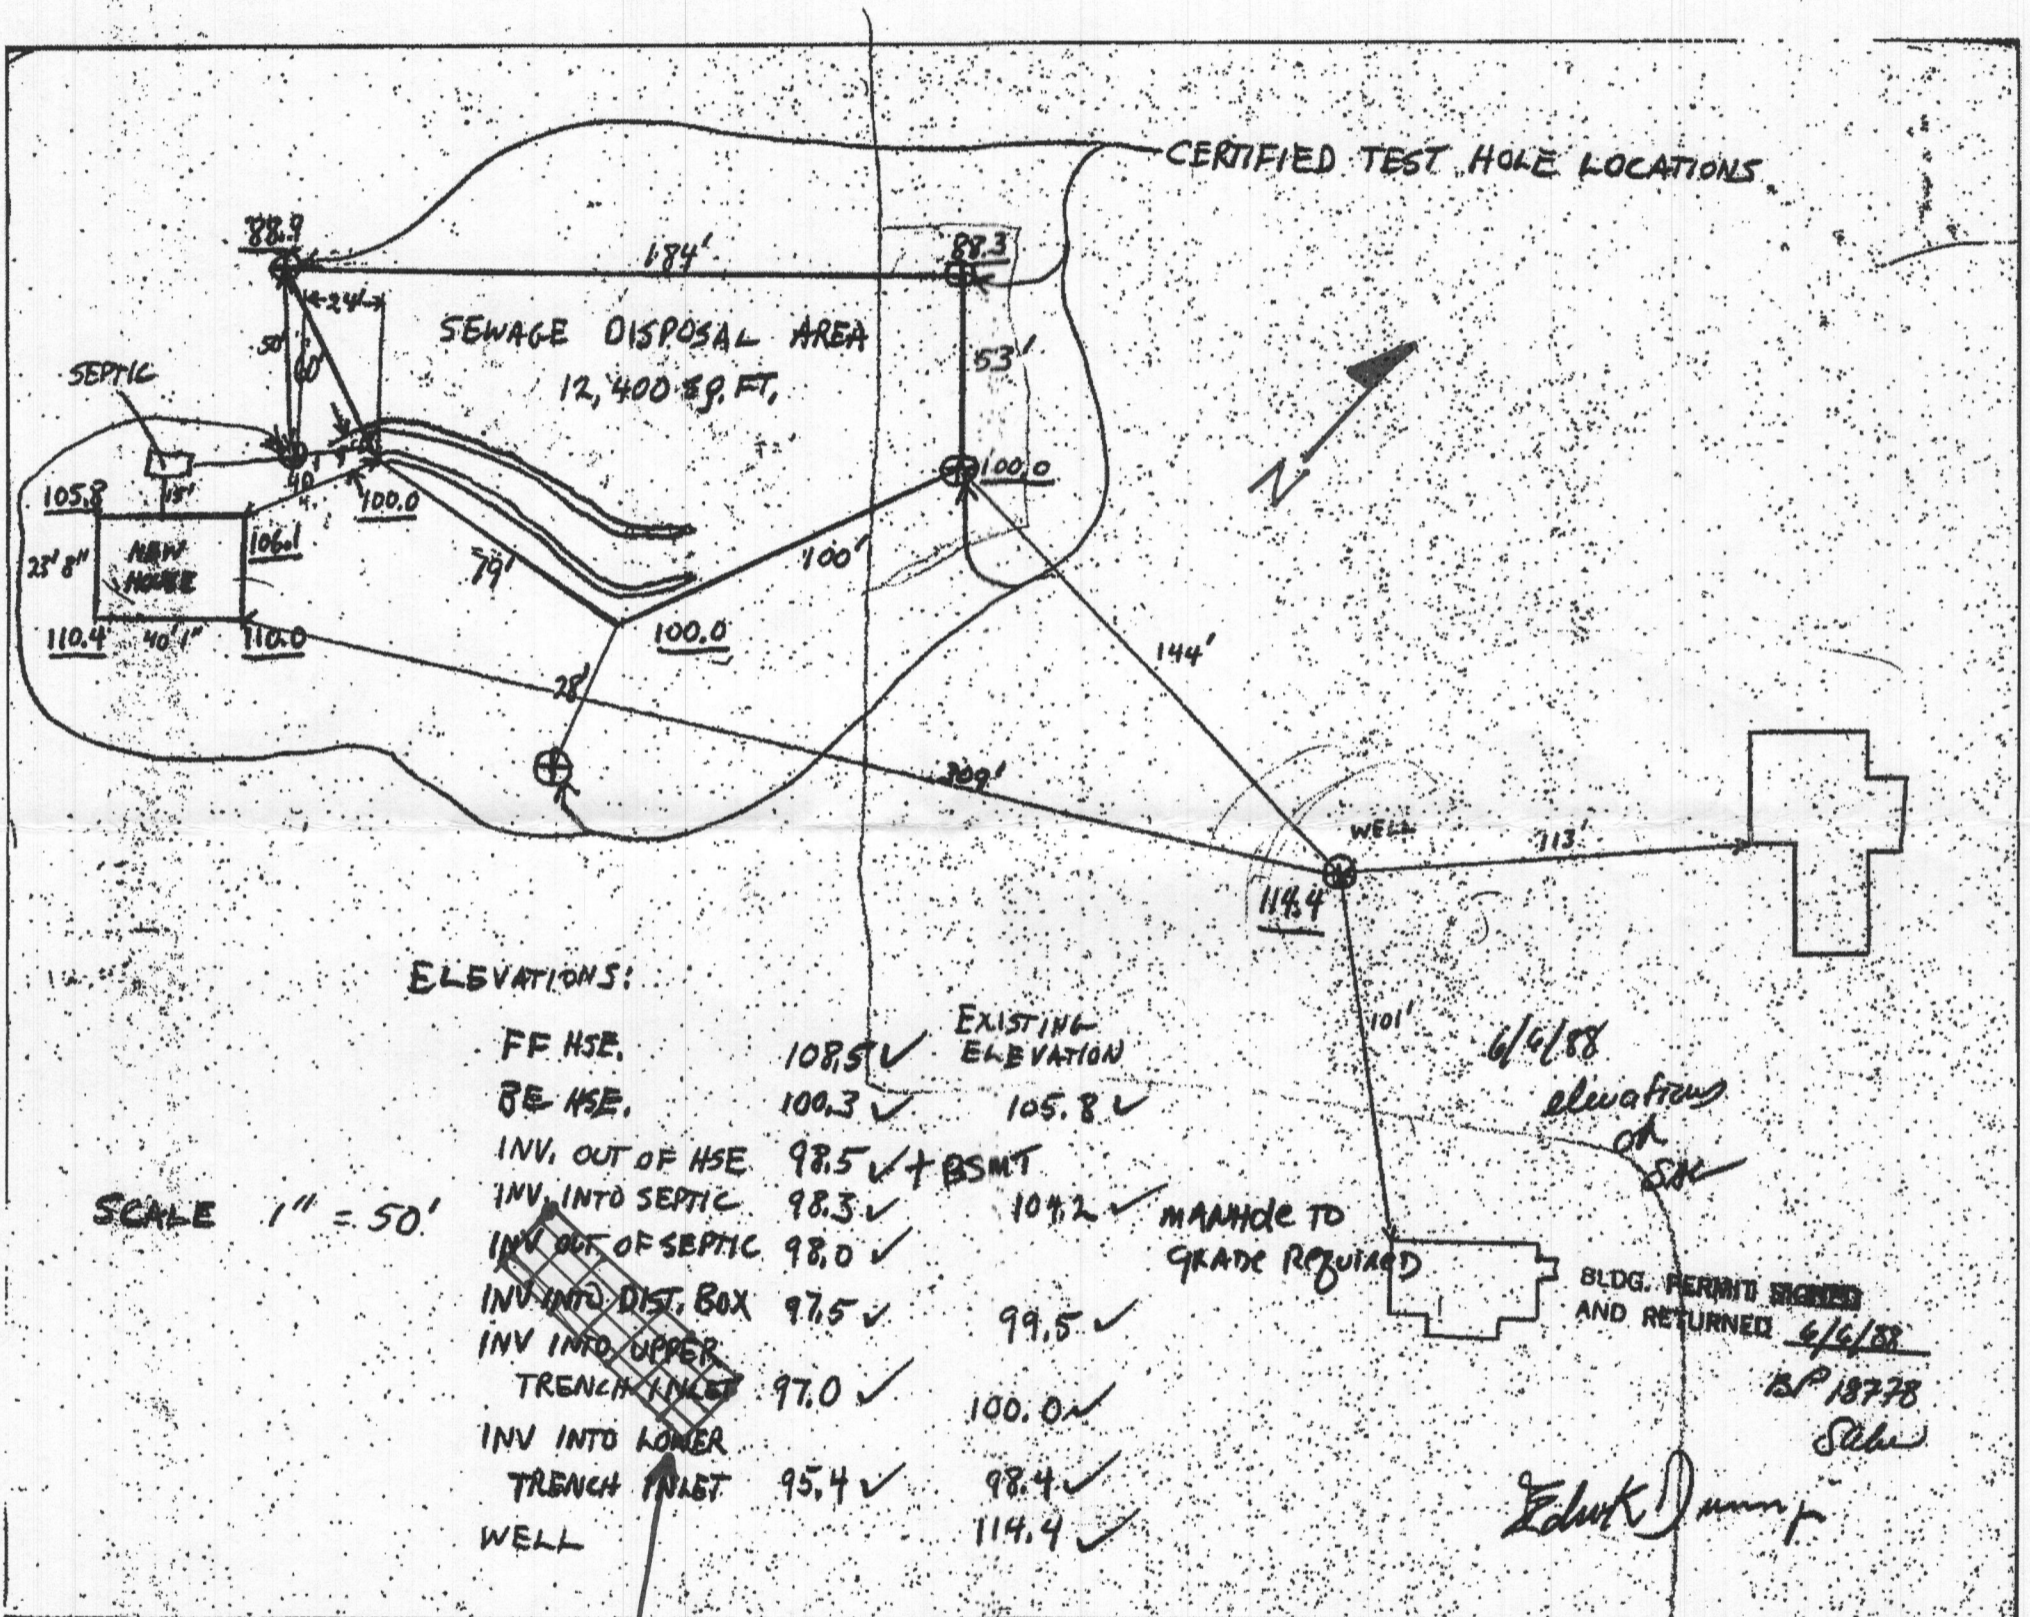 CERTIFIED TEST HOLE LOCATIONS
88.9
184'
88.3
24'
50'
60'
SEWAGE DISPOSAL AREA
12,400 SQ. FT.
53'
SEPTIC
15'
40'
105.8
106.1
100.0
100.0
NEW
HOUSE
23' 8"
40' 1"
110.4
110.0
79'
100'
100.0
28'
144'
N
309'
WELL
113'
114.4
101'
ELEVATIONS:
EXISTING
ELEVATION
FF HSE. 108.5 ✓
BE HSE. 100.3 ✓ 105.8 ✓
INV. OUT OF HSE 98.5 ✓ + BSMT
INV. INTO SEPTIC 98.3 ✓ 104.2 ✓
INV OUT OF SEPTIC 98.0 ✓
INV INTO DIST. BOX 97.5 ✓ 99.5 ✓
INV INTO UPPER
TRENCH INLET 97.0 ✓ 100.0 ✓
INV INTO LOWER
TRENCH INLET 95.4 ✓ 98.4 ✓
WELL 114.4 ✓
SCALE 1" = 50'
MANHOLE TO
GRADE REQUIRED
6/6/88
elevations
ok
BLDG. PERMIT SIGNED
AND RETURNED 6/6/88
BP 18778